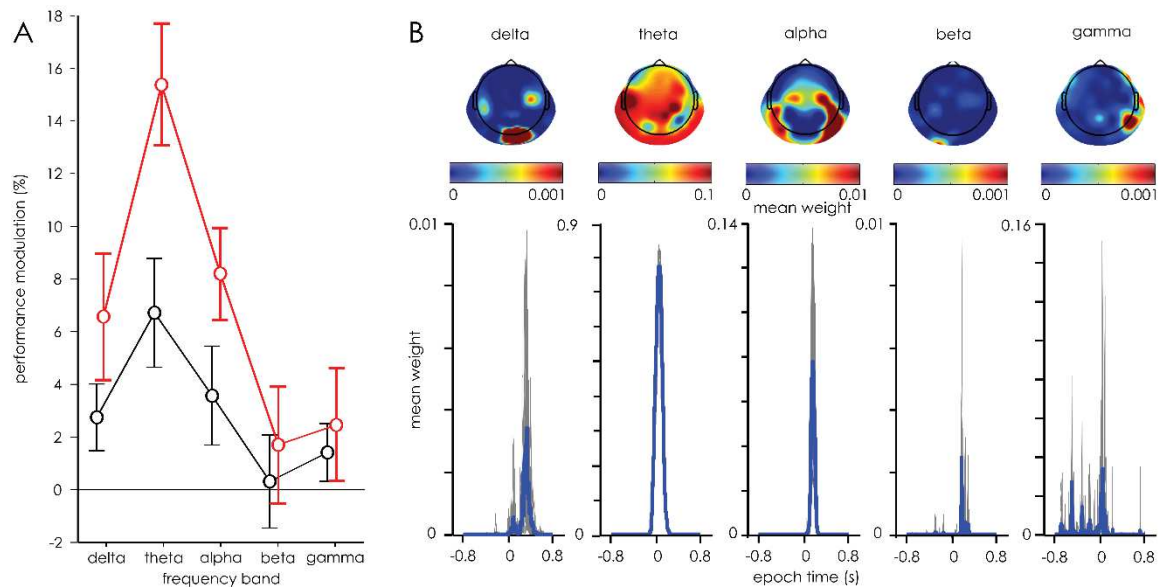 A
performance modulation (%)
18
16
14
12
10
8
6
4
2
0
-2
delta theta alpha beta gamma
frequency band
B
delta theta alpha beta gamma
0 0.001 0 0.1 0 0.01 0 0.001 0 0.001
mean weight
mean weight
0.01 0.9 0.14 0.01 0.16
0 0 0 0 0
-0.8 0 0.8 -0.8 0 0.8 -0.8 0 0.8 -0.8 0 0.8 -0.8 0 0.8
epoch time (s)